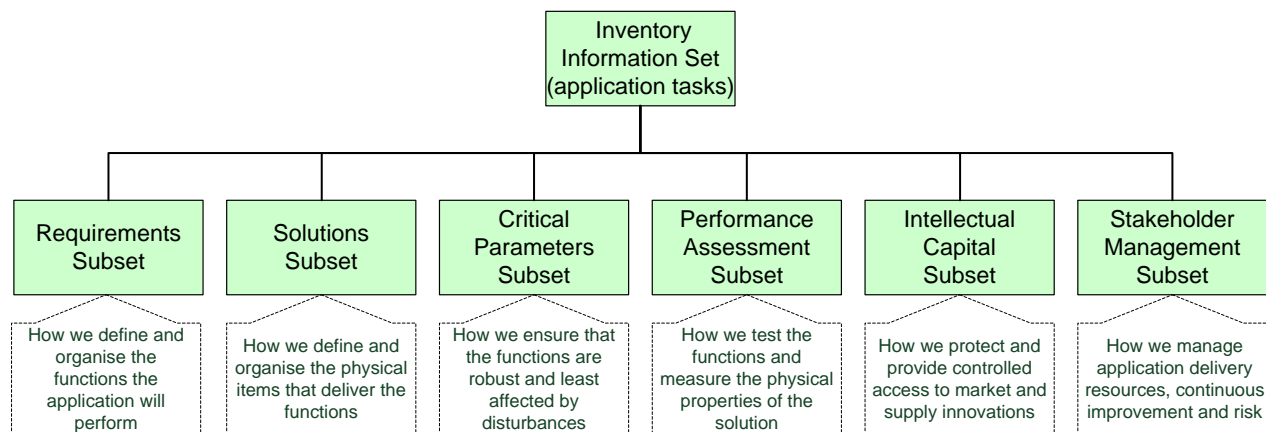 Inventory
Information Set
(application tasks)
Requirements
Subset
Solutions
Subset
Critical
Parameters
Subset
Performance
Assessment
Subset
Intellectual
Capital
Subset
Stakeholder
Management
Subset
How we define and
organise the
functions the
application will
perform
How we define and
organise the physical
items that deliver the
functions
How we ensure that
the functions are
robust and least
affected by
disturbances
How we test the
functions and
measure the physical
properties of the
solution
How we protect and
provide controlled
access to market and
supply innovations
How we manage
application delivery
resources, continuous
improvement and risk